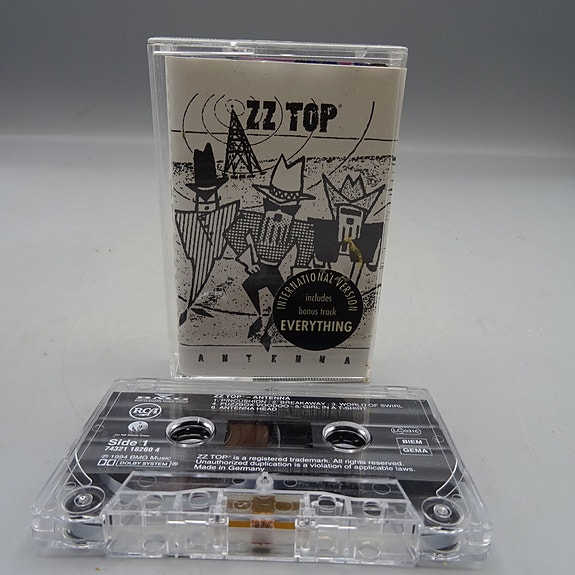 ZZ TOP®
INTERNATIONAL VERSION
includes
bonus track
EVERYTHING
ANTENNA
ZZ TOP® – ANTENNA
1. PINCUSHION · 2. BREAKAWAY · 3. WORLD OF SWIRL
4. FUZZBOX VOODOO · 5. GIRL IN A T-SHIRT
6. ANTENNA HEAD
RCA
Side 1
74321 18260 4
℗ © 1994 BMG Music
DOLBY SYSTEM
LC0316
BIEM
GEMA
ZZ TOP® is a registered trademark. All rights reserved.
Unauthorized duplication is a violation of applicable laws.
Made in Germany